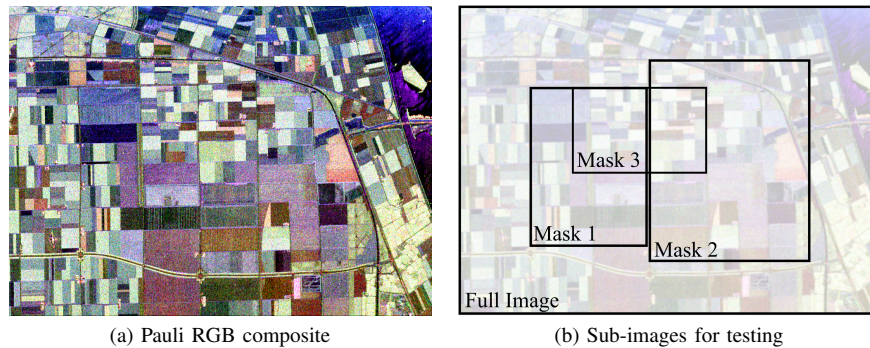 Mask 3
Mask 1
Mask 2
Full Image
(a) Pauli RGB composite
(b) Sub-images for testing